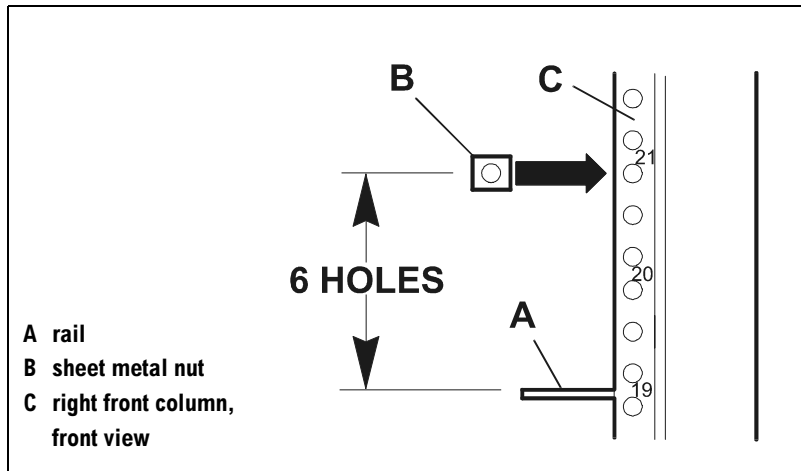 B
C
21
6 HOLES
20
A
19
A rail
B sheet metal nut
C right front column,
front view